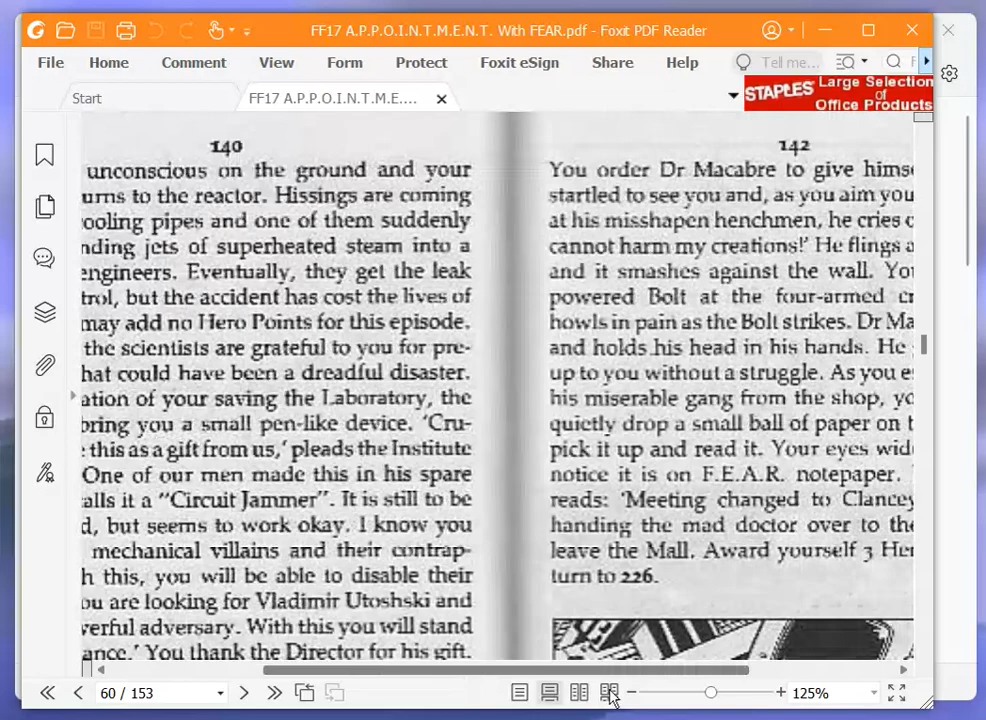 FF17 A.P.P.O.I.N.T.M.E.N.T. With FEAR.pdf - Foxit PDF Reader
File Home Comment View Form Protect Foxit eSign Share Help Tell me... F
Start FF17 A.P.P.O.I.N.T.M.E....
STAPLES Large Selection
of
Office Products
140
unconscious on the ground and your
urns to the reactor. Hissings are coming
ooling pipes and one of them suddenly
nding jets of superheated steam into a
engineers. Eventually, they get the leak
trol, but the accident has cost the lives of
may add no Hero Points for this episode.
the scientists are grateful to you for pre-
hat could have been a dreadful disaster.
ation of your saving the Laboratory, the
bring you a small pen-like device. ‘Cru-
this as a gift from us,’ pleads the Institute
One of our men made this in his spare
alls it a “Circuit Jammer”. It is still to be
d, but seems to work okay. I know you
mechanical villains and their contrap-
h this, you will be able to disable their
ou are looking for Vladimir Utoshski and
verful adversary. With this you will stand
ance.’ You thank the Director for his gift.
142
You order Dr Macabre to give hims
startled to see you and, as you aim you
at his misshapen henchmen, he cries o
cannot harm my creations!’ He flings a
and it smashes against the wall. Yo
powered Bolt at the four-armed cr
howls in pain as the Bolt strikes. Dr Ma
and holds his head in his hands. He
up to you without a struggle. As you e
his miserable gang from the shop, yo
quietly drop a small ball of paper on t
pick it up and read it. Your eyes wid
notice it is on F.E.A.R. notepaper.
reads: ‘Meeting changed to Clancey
handing the mad doctor over to the
leave the Mall. Award yourself 3 Her
turn to 226.
60 / 153 125%